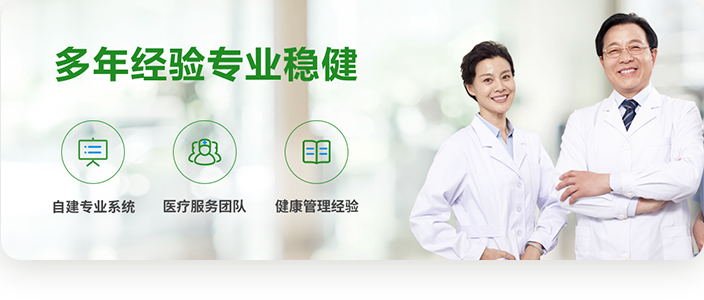 多年经验专业稳健
自建专业系统
医疗服务团队
健康管理经验